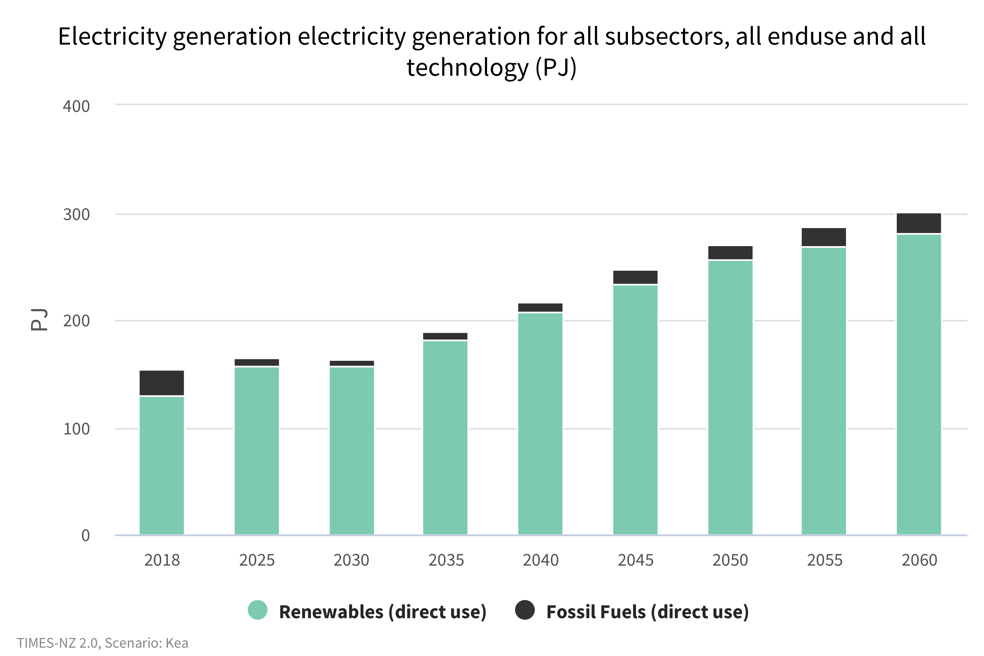 Electricity generation electricity generation for all subsectors, all enduse and all
technology (PJ)
400
300
200
100
0
PJ
2018 2025 2030 2035 2040 2045 2050 2055 2060
Renewables (direct use) Fossil Fuels (direct use)
TIMES-NZ 2.0, Scenario: Kea